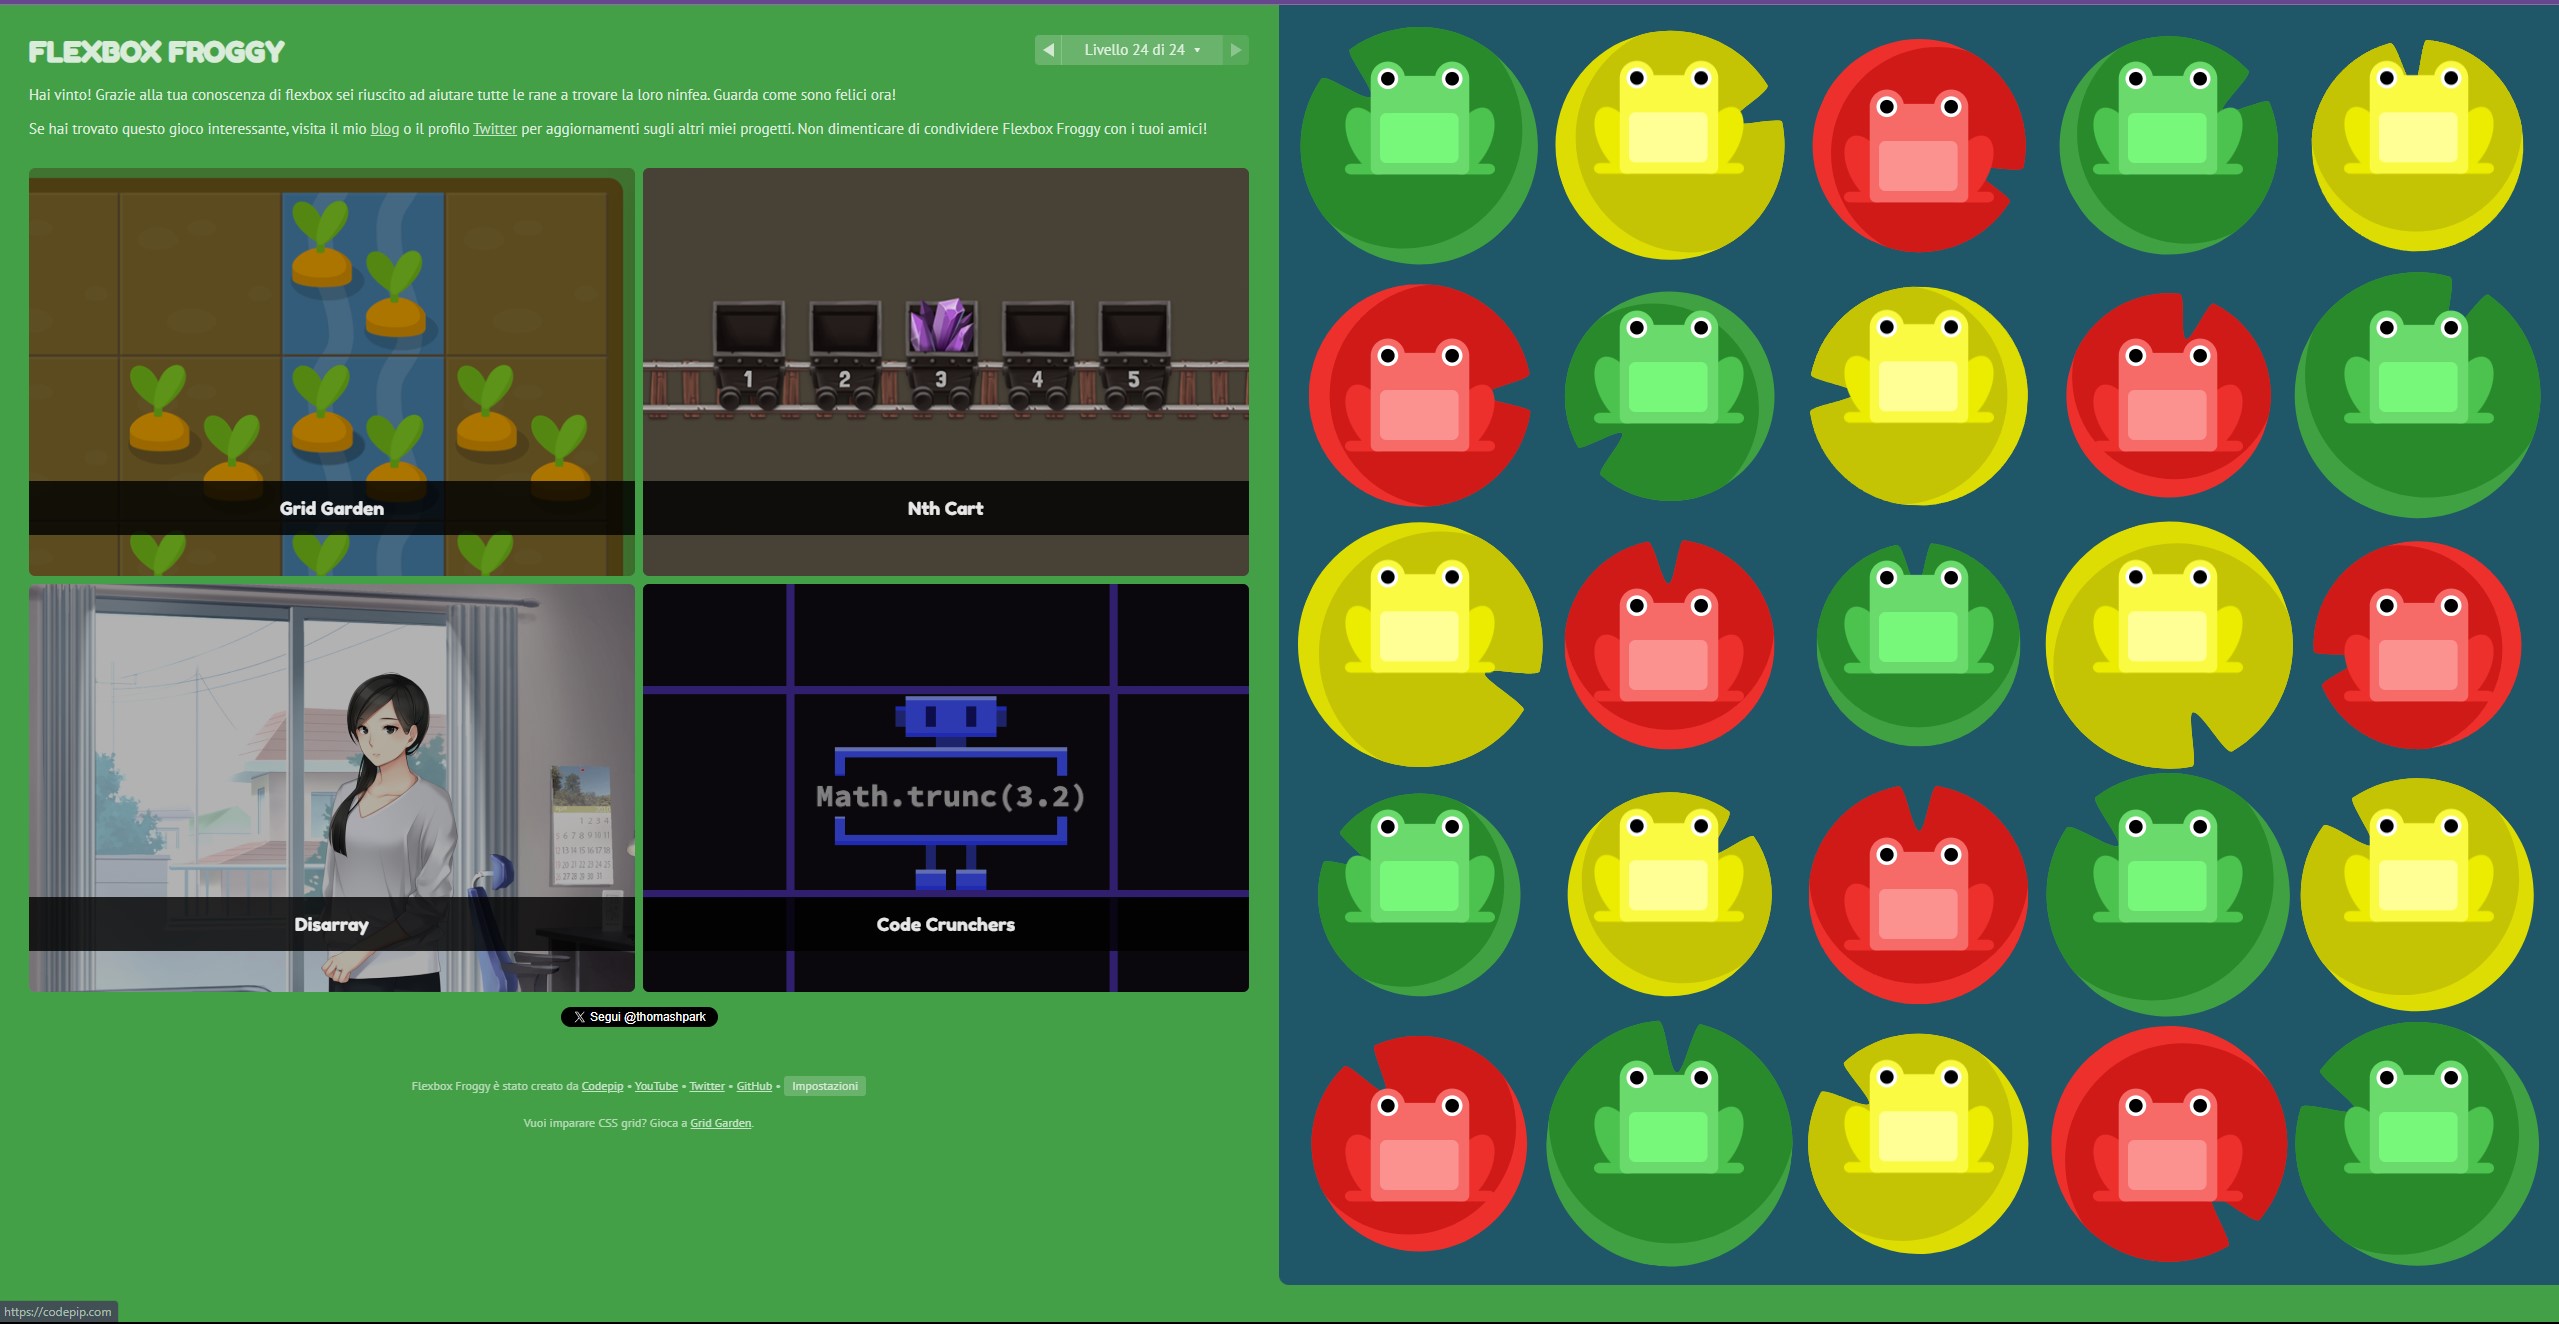 FLEXBOX FROGGY
Livello 24 di 24
Hai vinto! Grazie alla tua conoscenza di flexbox sei riuscito ad aiutare tutte le rane a trovare la loro ninfea. Guarda come sono felici ora!
Se hai trovato questo gioco interessante, visita il mio blog o il profilo Twitter per aggiornamenti sugli altri miei progetti. Non dimenticare di condividere Flexbox Froggy con i tuoi amici!
1 2 3 4 5
Grid Garden
Nth Cart
Math.trunc(3.2)
Disarray
Code Crunchers
Segui @thomashpark
Flexbox Froggy è stato creato da Codepip • YouTube • Twitter • GitHub • Impostazioni
Vuoi imparare CSS grid? Gioca a Grid Garden.
https://codepip.com